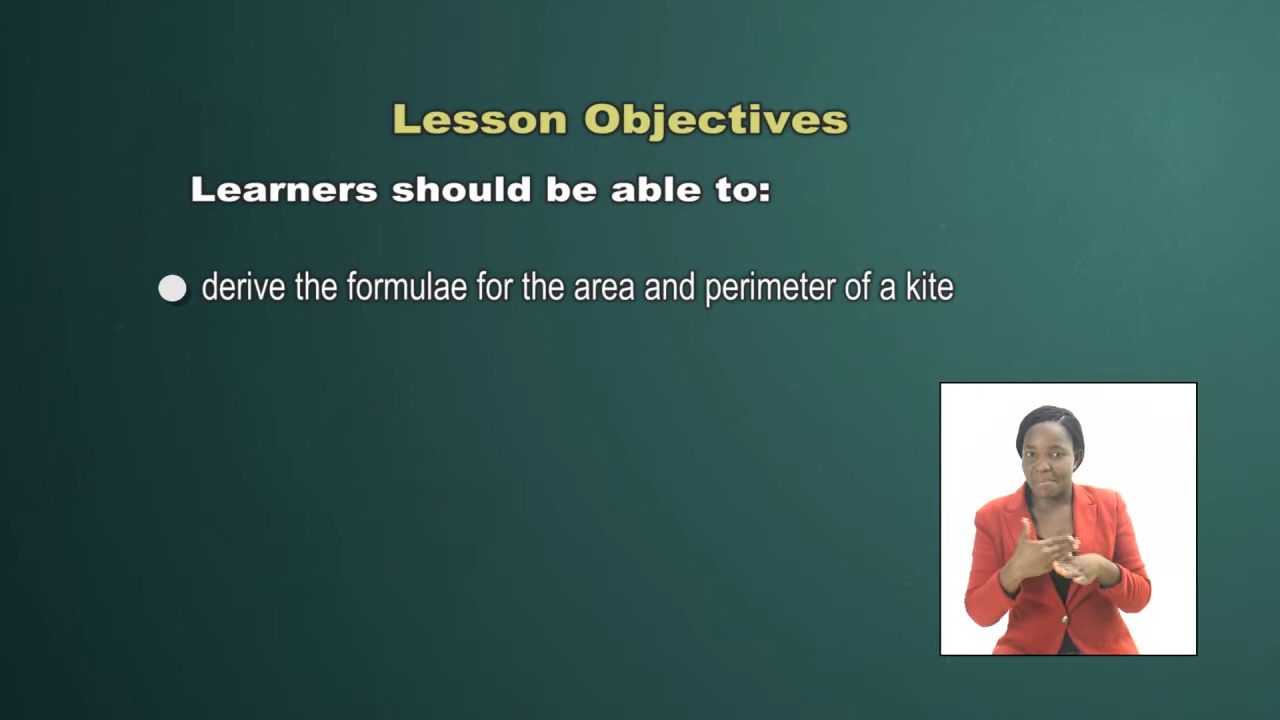 Lesson Objectives
Learners should be able to:
derive the formulae for the area and perimeter of a kite